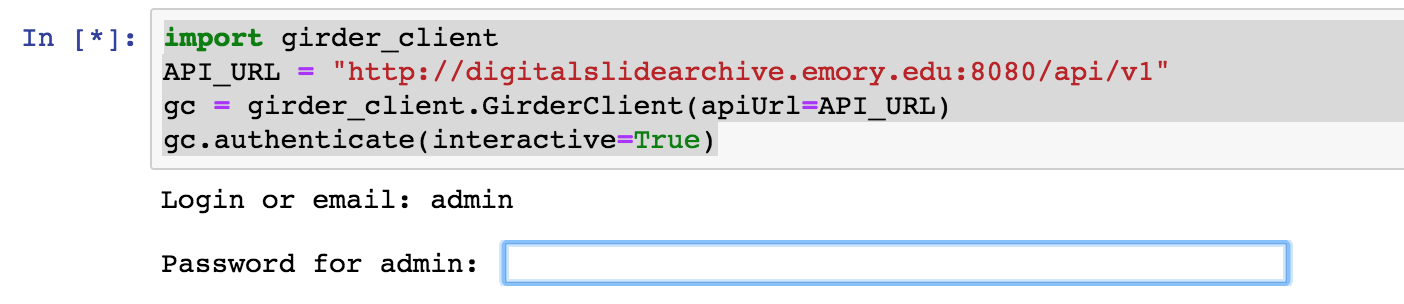 In [*]: import girder_client
API_URL = "http://digitalslidearchive.emory.edu:8080/api/v1"
gc = girder_client.GirderClient(apiUrl=API_URL)
gc.authenticate(interactive=True)
Login or email: admin
Password for admin: